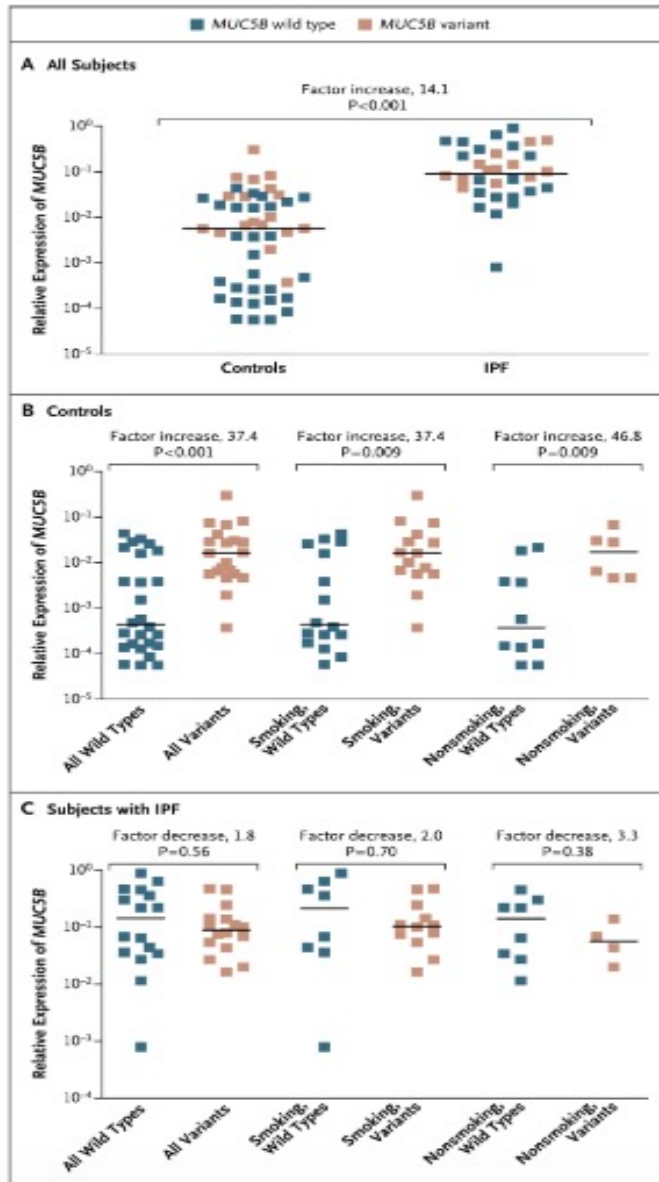 MUC5B wild type MUC5B variant
A All Subjects
Factor increase, 14.1
P<0.001
Relative Expression of MUC5B
10⁰
10⁻¹
10⁻²
10⁻³
10⁻⁴
10⁻⁵
Controls IPF
B Controls
Factor increase, 37.4 Factor increase, 37.4 Factor increase, 46.8
P<0.001 P=0.009 P=0.009
Relative Expression of MUC5B
10⁰
10⁻¹
10⁻²
10⁻³
10⁻⁴
10⁻⁵
All Wild Types
All Variants
Smoking,
Wild Types
Smoking,
Variants
Nonsmoking,
Wild Types
Nonsmoking,
Variants
C Subjects with IPF
Factor decrease, 1.8 Factor decrease, 2.0 Factor decrease, 3.3
P=0.56 P=0.70 P=0.38
Relative Expression of MUC5B
10⁰
10⁻¹
10⁻²
10⁻³
10⁻⁴
All Wild Types
All Variants
Smoking,
Wild Types
Smoking,
Variants
Nonsmoking,
Wild Types
Nonsmoking,
Variants